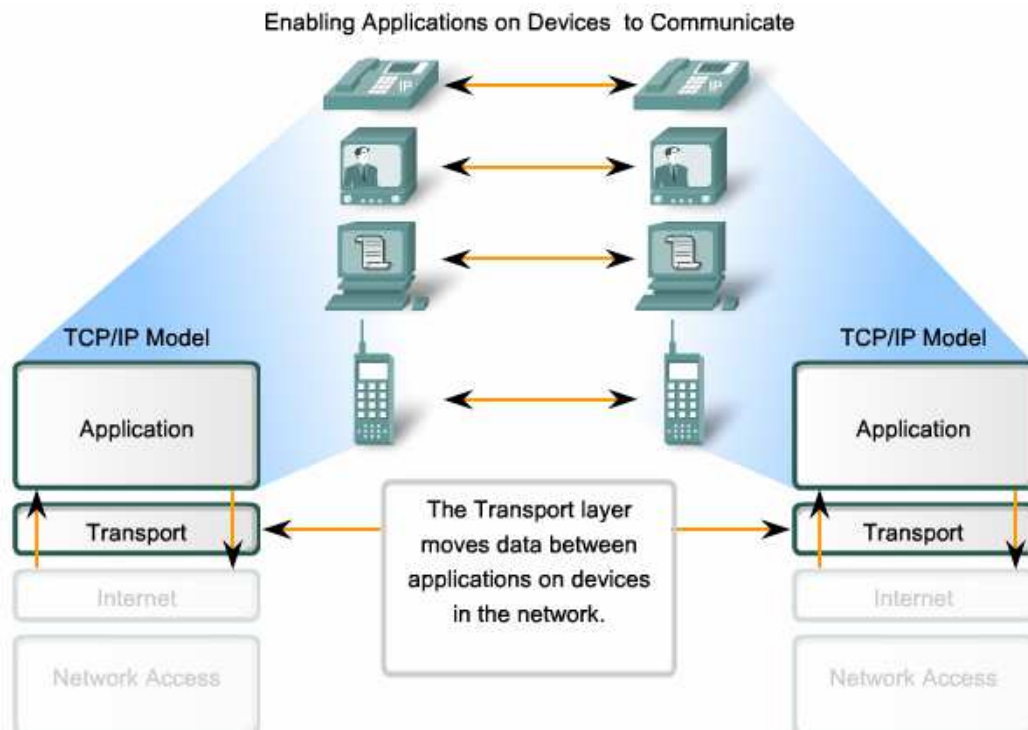 Enabling Applications on Devices to Communicate
IP
IP
TCP/IP Model
TCP/IP Model
Application
Application
The Transport layer
moves data between
applications on devices
in the network.
Transport
Transport
Internet
Internet
Network Access
Network Access